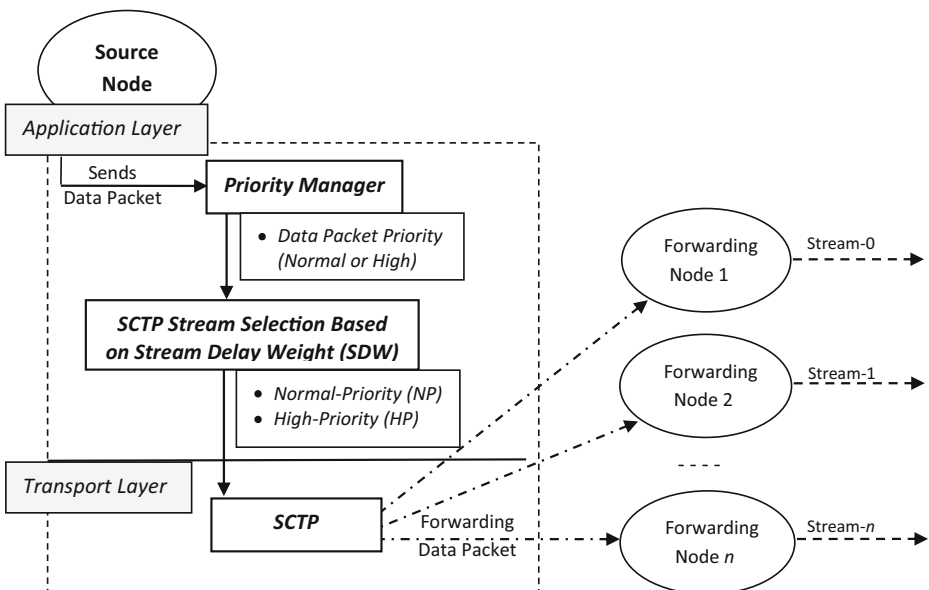 Source
Node
Application Layer
Sends
Data Packet
Priority Manager
• Data Packet Priority
(Normal or High)
SCTP Stream Selection Based
on Stream Delay Weight (SDW)
• Normal-Priority (NP)
• High-Priority (HP)
Transport Layer
SCTP
Forwarding
Data Packet
Forwarding
Node 1
Stream-0
Forwarding
Node 2
Stream-1
- - - -
Forwarding
Node n
Stream-n